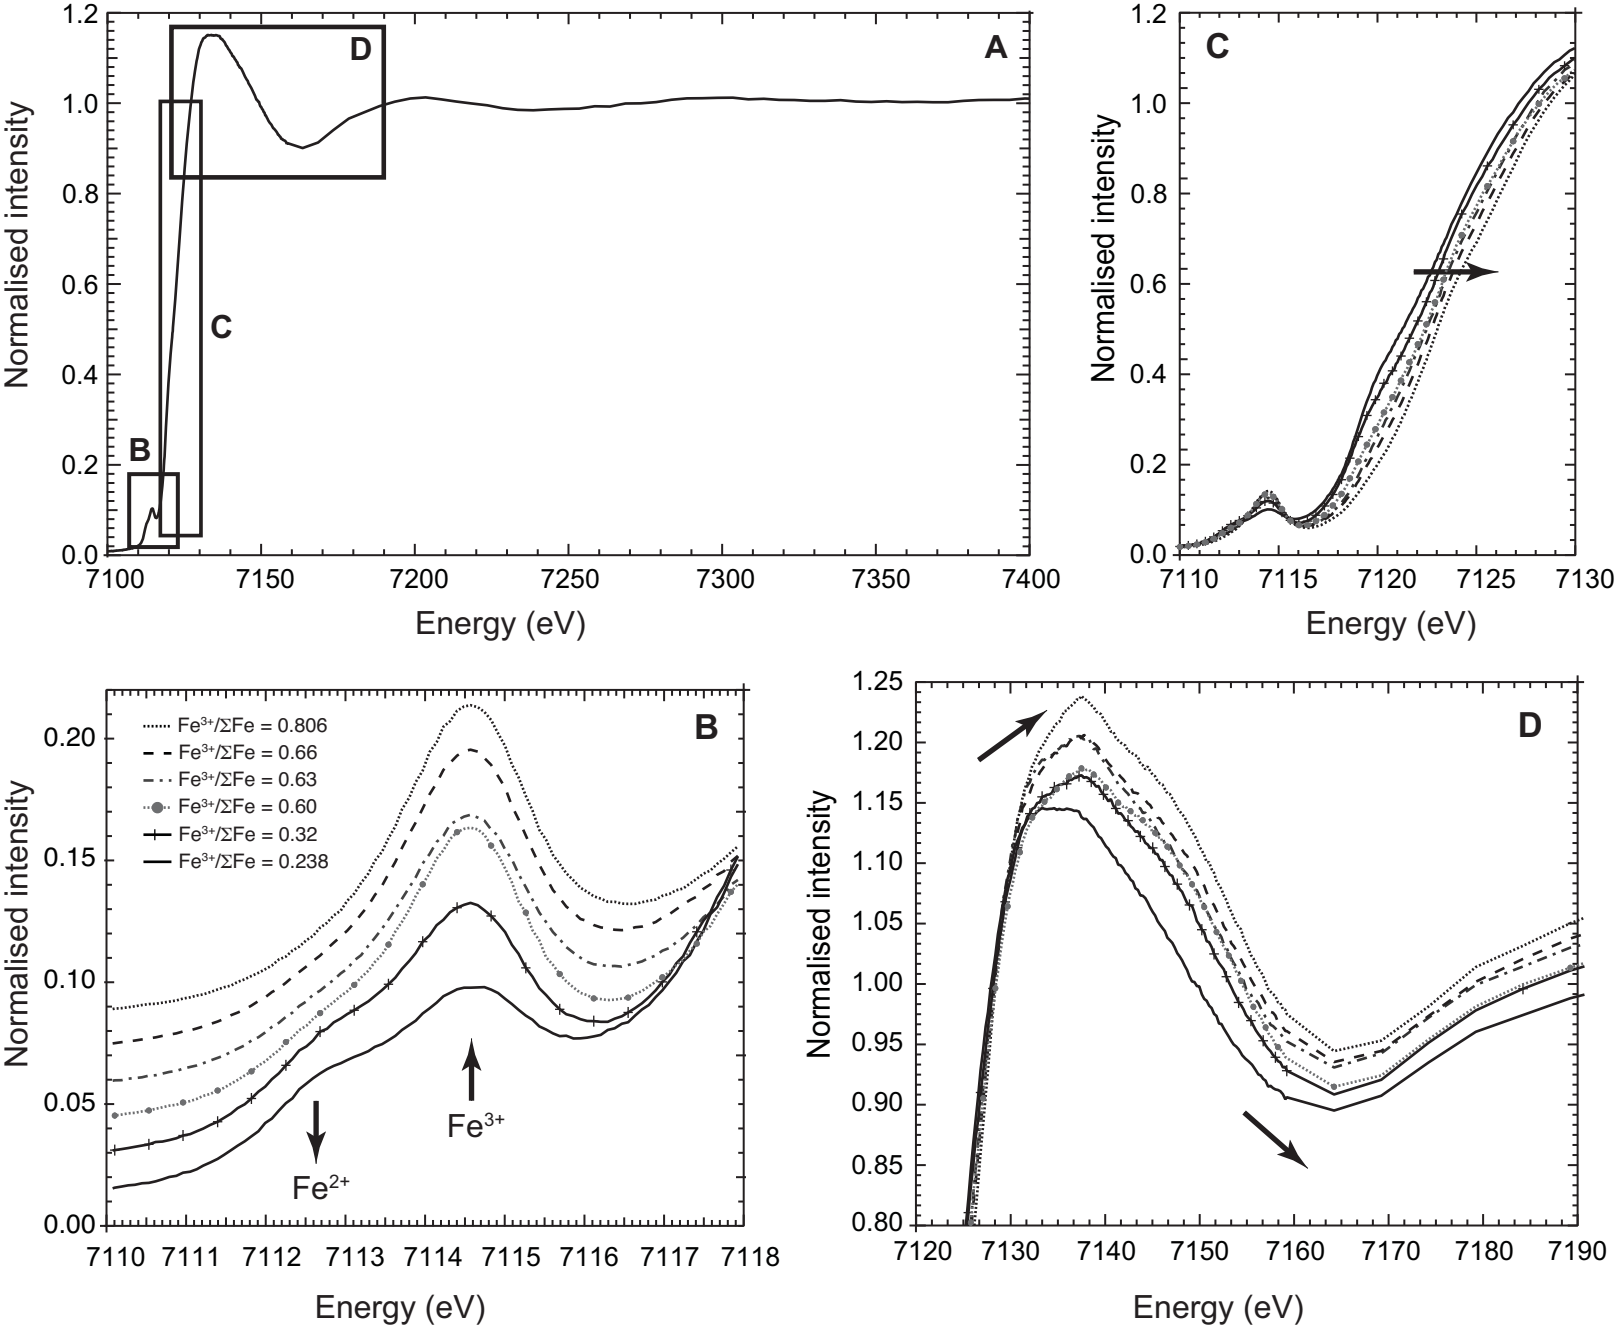 A
Normalised intensity
1.2
1.0
0.8
0.6
0.4
0.2
0.0
D
C
B
7100 7150 7200 7250 7300 7350 7400
Energy (eV)
C
Normalised intensity
1.2
1.0
0.8
0.6
0.4
0.2
0.0
7110 7115 7120 7125 7130
Energy (eV)
B
Normalised intensity
0.20
0.15
0.10
0.05
0.00
Fe³⁺/ΣFe = 0.806
Fe³⁺/ΣFe = 0.66
Fe³⁺/ΣFe = 0.63
Fe³⁺/ΣFe = 0.60
Fe³⁺/ΣFe = 0.32
Fe³⁺/ΣFe = 0.238
Fe³⁺
Fe²⁺
7110 7111 7112 7113 7114 7115 7116 7117 7118
Energy (eV)
D
Normalised intensity
1.25
1.20
1.15
1.10
1.05
1.00
0.95
0.90
0.85
0.80
7120 7130 7140 7150 7160 7170 7180 7190
Energy (eV)